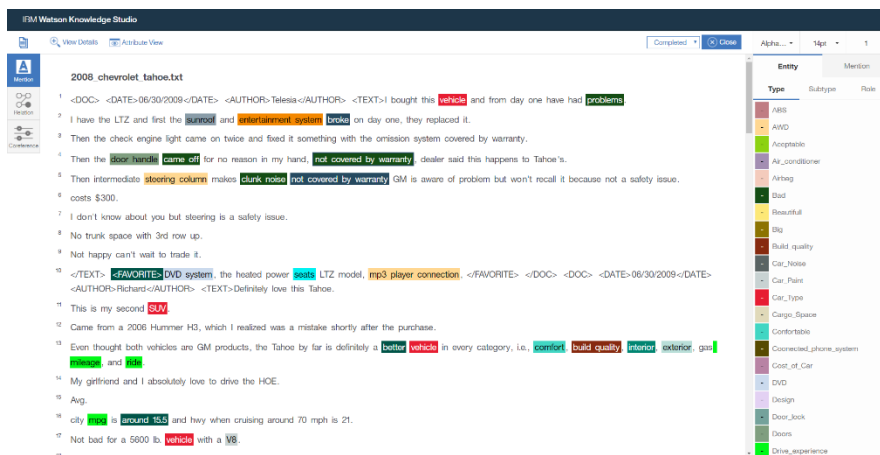 IBM Watson Knowledge Studio
View Details Attribute View Completed Close Alpha... 14pt 1
Mention
Relation
Coreference
Entity Mention
Type Subtype Role
2008_chevrolet_tahoe.txt
1 <DOC> <DATE>06/30/2009</DATE> <AUTHOR>Telesia</AUTHOR> <TEXT>I bought this vehicle and from day one have had problems.
2 I have the LTZ and first the sunroof and entertainment system broke on day one, they replaced it.
3 Then the check engine light came on twice and fixed it something with the omission system covered by warranty.
4 Then the door handle came off for no reason in my hand, not covered by warranty, dealer said this happens to Tahoe's.
5 Then intermediate steering column makes clunk noise not covered by warranty GM is aware of problem but won't recall it because not a safety issue.
6 costs $300.
7 I don't know about you but steering is a safety issue.
8 No trunk space with 3rd row up.
9 Not happy can't wait to trade it.
10 </TEXT> <FAVORITE> DVD system, the heated power seats LTZ model, mp3 player connection. </FAVORITE> </DOC> <DOC> <DATE>06/30/2009</DATE>
<AUTHOR>Richard</AUTHOR> <TEXT>Definitely love this Tahoe.
11 This is my second SUV.
12 Came from a 2006 Hummer H3, which I realized was a mistake shortly after the purchase.
13 Even thought both vehicles are GM products, the Tahoe by far is definitely a better vehicle in every category, i.e., comfort, build quality, interior, exterior, gas
mileage, and ride.
14 My girlfriend and I absolutely love to drive the HOE.
15 Avg.
16 city mpg is around 15.5 and hwy when cruising around 70 mph is 21.
17 Not bad for a 5600 lb. vehicle with a V8.
ABS
AWD
Acceptable
Air_conditioner
Airbag
Bad
Beautifull
Big
Build_quality
Car_Noise
Car_Paint
Car_Type
Cargo_Space
Confortable
Coonected_phone_system
Cost_of_Car
DVD
Design
Door_lock
Doors
Drive_experience